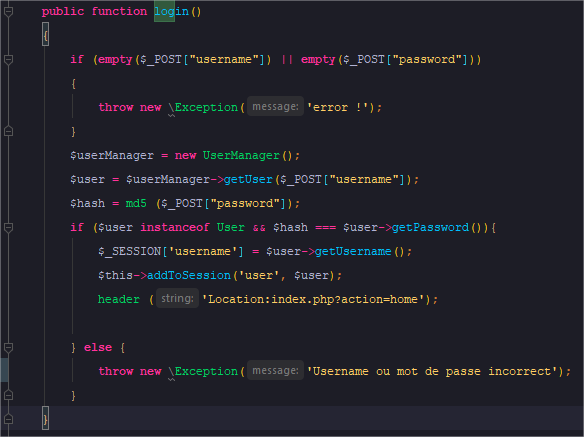 public function login()
{
if (empty($_POST["username"]) || empty($_POST["password"]))
{
throw new \Exception( message: 'error !');
}
$userManager = new UserManager();
$user = $userManager->getUser($_POST["username"]);
$hash = md5 ($_POST["password"]);
if ($user instanceof User && $hash === $user->getPassword()){
$_SESSION['username'] = $user->getUsername();
$this->addToSession('user', $user);
header ( string: 'Location:index.php?action=home');
} else {
throw new \Exception( message: 'Username ou mot de passe incorrect');
}
}